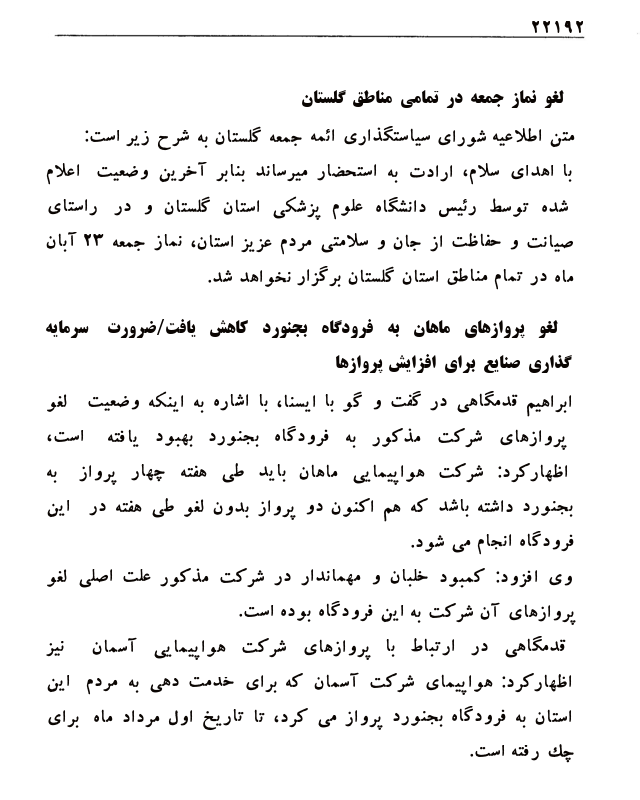 ۲۲۱۹۲
لغو نماز جمعه در تمامی مناطق گلستان
متن اطلاعیه شورای سیاستگذاری ائمه جمعه گلستان به شرح زیر است:
با اهدای سلام، ارادت به استحضار میرساند بنابر آخرین وضعیت اعلام
شده توسط رئیس دانشگاه علوم پزشکی استان گلستان و در راستای
صیانت و حفاظت از جان و سلامتی مردم عزیز استان، نماز جمعه ۲۳ آبان
ماه در تمام مناطق استان گلستان برگزار نخواهد شد.
لغو پروازهای ماهان به فرودگاه بجنورد کاهش یافت/ضرورت سرمایه
گذاری صنایع برای افزایش پروازها
ابراهیم قدمگاهی در گفت و گو با ایسنا، با اشاره به اینکه وضعیت لغو
پروازهای شرکت مذکور به فرودگاه بجنورد بهبود یافته است،
اظهارکرد: شرکت هواپیمایی ماهان باید طی هفته چهار پرواز به
بجنورد داشته باشد که هم اکنون دو پرواز بدون لغو طی هفته در این
فرودگاه انجام می شود.
وی افزود: کمبود خلبان و مهماندار در شرکت مذکور علت اصلی لغو
پروازهای آن شرکت به این فرودگاه بوده است.
قدمگاهی در ارتباط با پروازهای شرکت هواپیمایی آسمان نیز
اظهارکرد: هواپیمای شرکت آسمان که برای خدمت دهی به مردم این
استان به فرودگاه بجنورد پرواز می کرد، تا تاریخ اول مرداد ماه برای
چك رفته است.